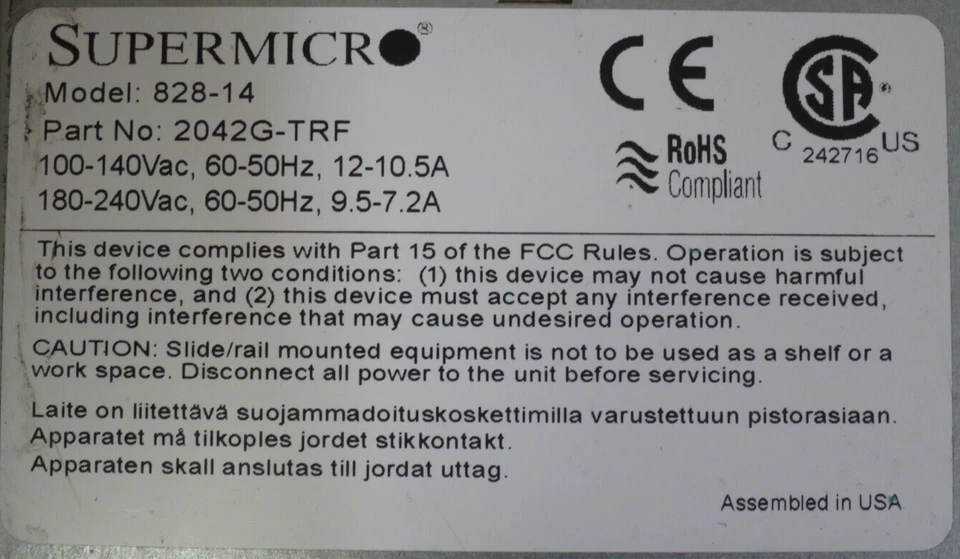 SUPERMICRO®
Model: 828-14
Part No: 2042G-TRF
100-140Vac, 60-50Hz, 12-10.5A
180-240Vac, 60-50Hz, 9.5-7.2A
CE
RoHS
Compliant
CSA ®
C US
242716
This device complies with Part 15 of the FCC Rules. Operation is subject
to the following two conditions: (1) this device may not cause harmful
interference, and (2) this device must accept any interference received,
including interference that may cause undesired operation.
CAUTION: Slide/rail mounted equipment is not to be used as a shelf or a
work space. Disconnect all power to the unit before servicing.
Laite on liitettävä suojammadoituskoskettimilla varustettuun pistorasiaan.
Apparatet må tilkoples jordet stikkontakt.
Apparaten skall anslutas till jordat uttag.
Assembled in USA